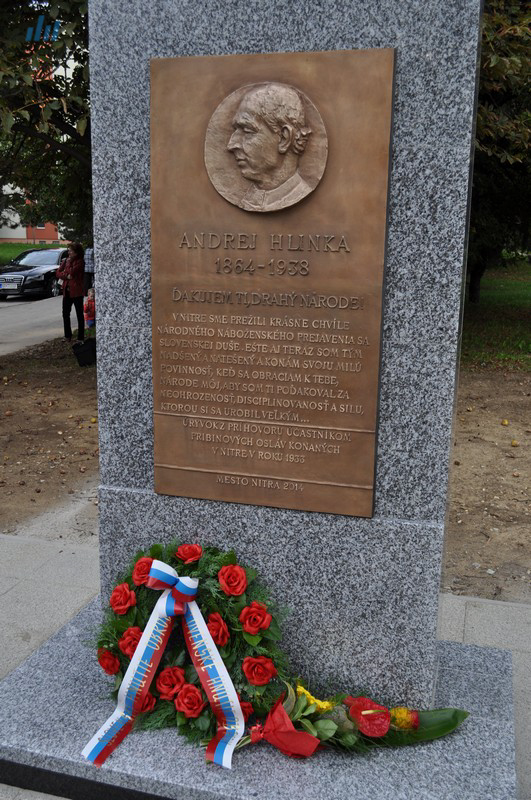 ANDREJ HLINKA
1864-1938
ĎAKUJEM TI, DRAHÝ NÁRODE!
V NITRE SME PREŽILI KRÁSNE CHVÍLE
NÁRODNÉHO NÁBOŽENSKÉHO PREJAVENIA SA
SLOVENSKEJ DUŠE. EŠTE AJ TERAZ SOM TÝM
NADŠENÝ A NATEŠENÝ A KONÁM SVOJU MILÚ
POVINNOSŤ, KEĎ SA OBRACIAM K TEBE,
NÁRODE MÔJ, ABY SOM TI POĎAKOVAL ZA
NEOHROZENOSŤ, DISCIPLINOVANOSŤ A SILU,
KTOROU SI SA UROBIL VEĽKÝM...
ÚRYVOK Z PRÍHOVORU ÚČASTNÍKOM
PRIBINOVÝCH OSLÁV KONANÝCH
V NITRE V ROKU 1933
MESTO NITRA 2014